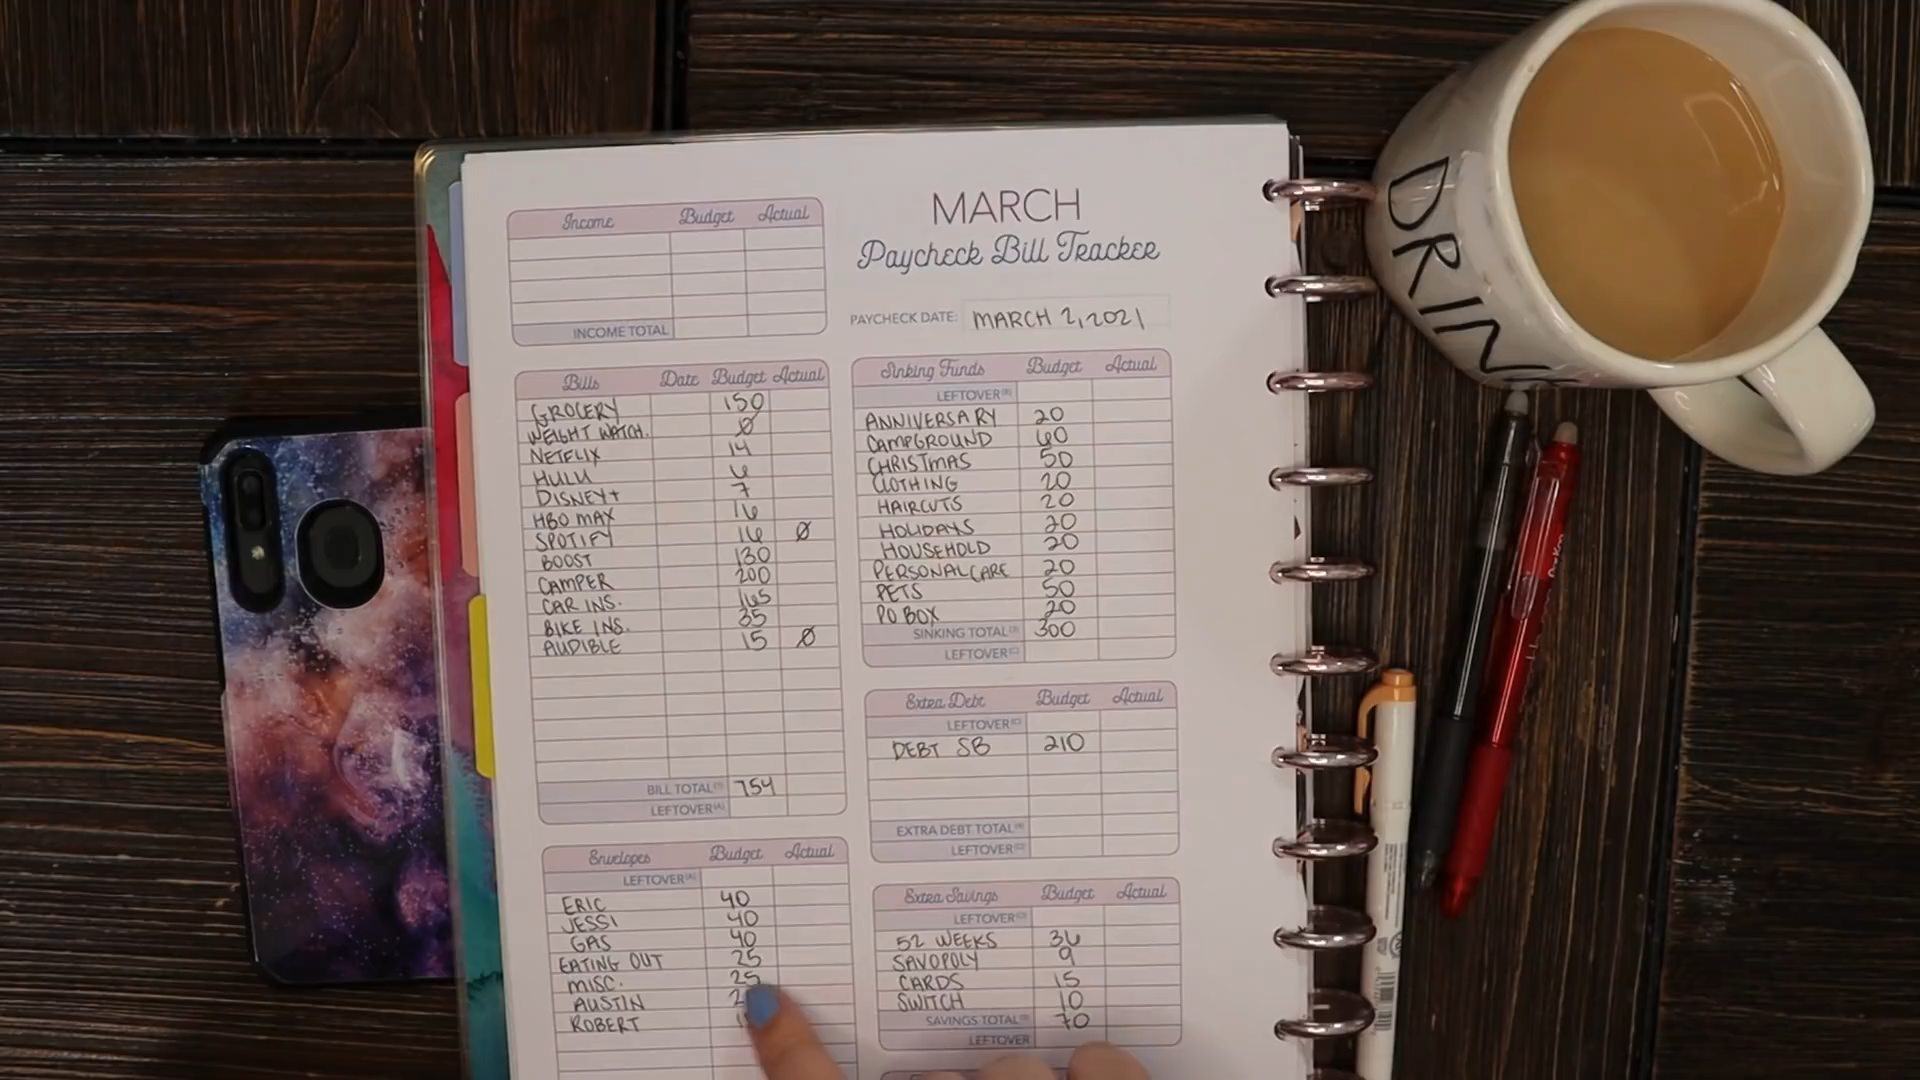 MARCH
Paycheck Bill Tracker
PAYCHECK DATE: MARCH 2, 2021
Income Budget Actual
INCOME TOTAL
Bills Date Budget Actual
GROCERY 150
WEIGHT WATCH. Ø
NETFLIX 14
HULU 6
DISNEY+ 7
HBO MAX 16
SPOTIFY 16 Ø
BOOST 130
CAMPER 200
CAR INS. 165
BIKE INS. 35
AUDIBLE 15 Ø
BILL TOTAL 754
LEFTOVER(A)
Envelopes Budget Actual
LEFTOVER(A)
ERIC 40
JESSI 40
GAS 40
EATING OUT 25
MISC. 25
AUSTIN
ROBERT
Sinking Funds Budget Actual
LEFTOVER(B)
ANNIVERSARY 20
CAMPGROUND 60
CHRISTMAS 50
CLOTHING 20
HAIRCUTS 20
HOLIDAYS 20
HOUSEHOLD 20
PERSONAL CARE 20
PETS 50
PO BOX 20
SINKING TOTAL 300
LEFTOVER(C)
Extra Debt Budget Actual
LEFTOVER(C)
DEBT SB 210
EXTRA DEBT TOTAL
LEFTOVER(D)
Extra Savings Budget Actual
LEFTOVER(D)
52 WEEKS 36
SAVOPOLY 9
CARDS 15
SWITCH 10
SAVINGS TOTAL 70
LEFTOVER
DRIN